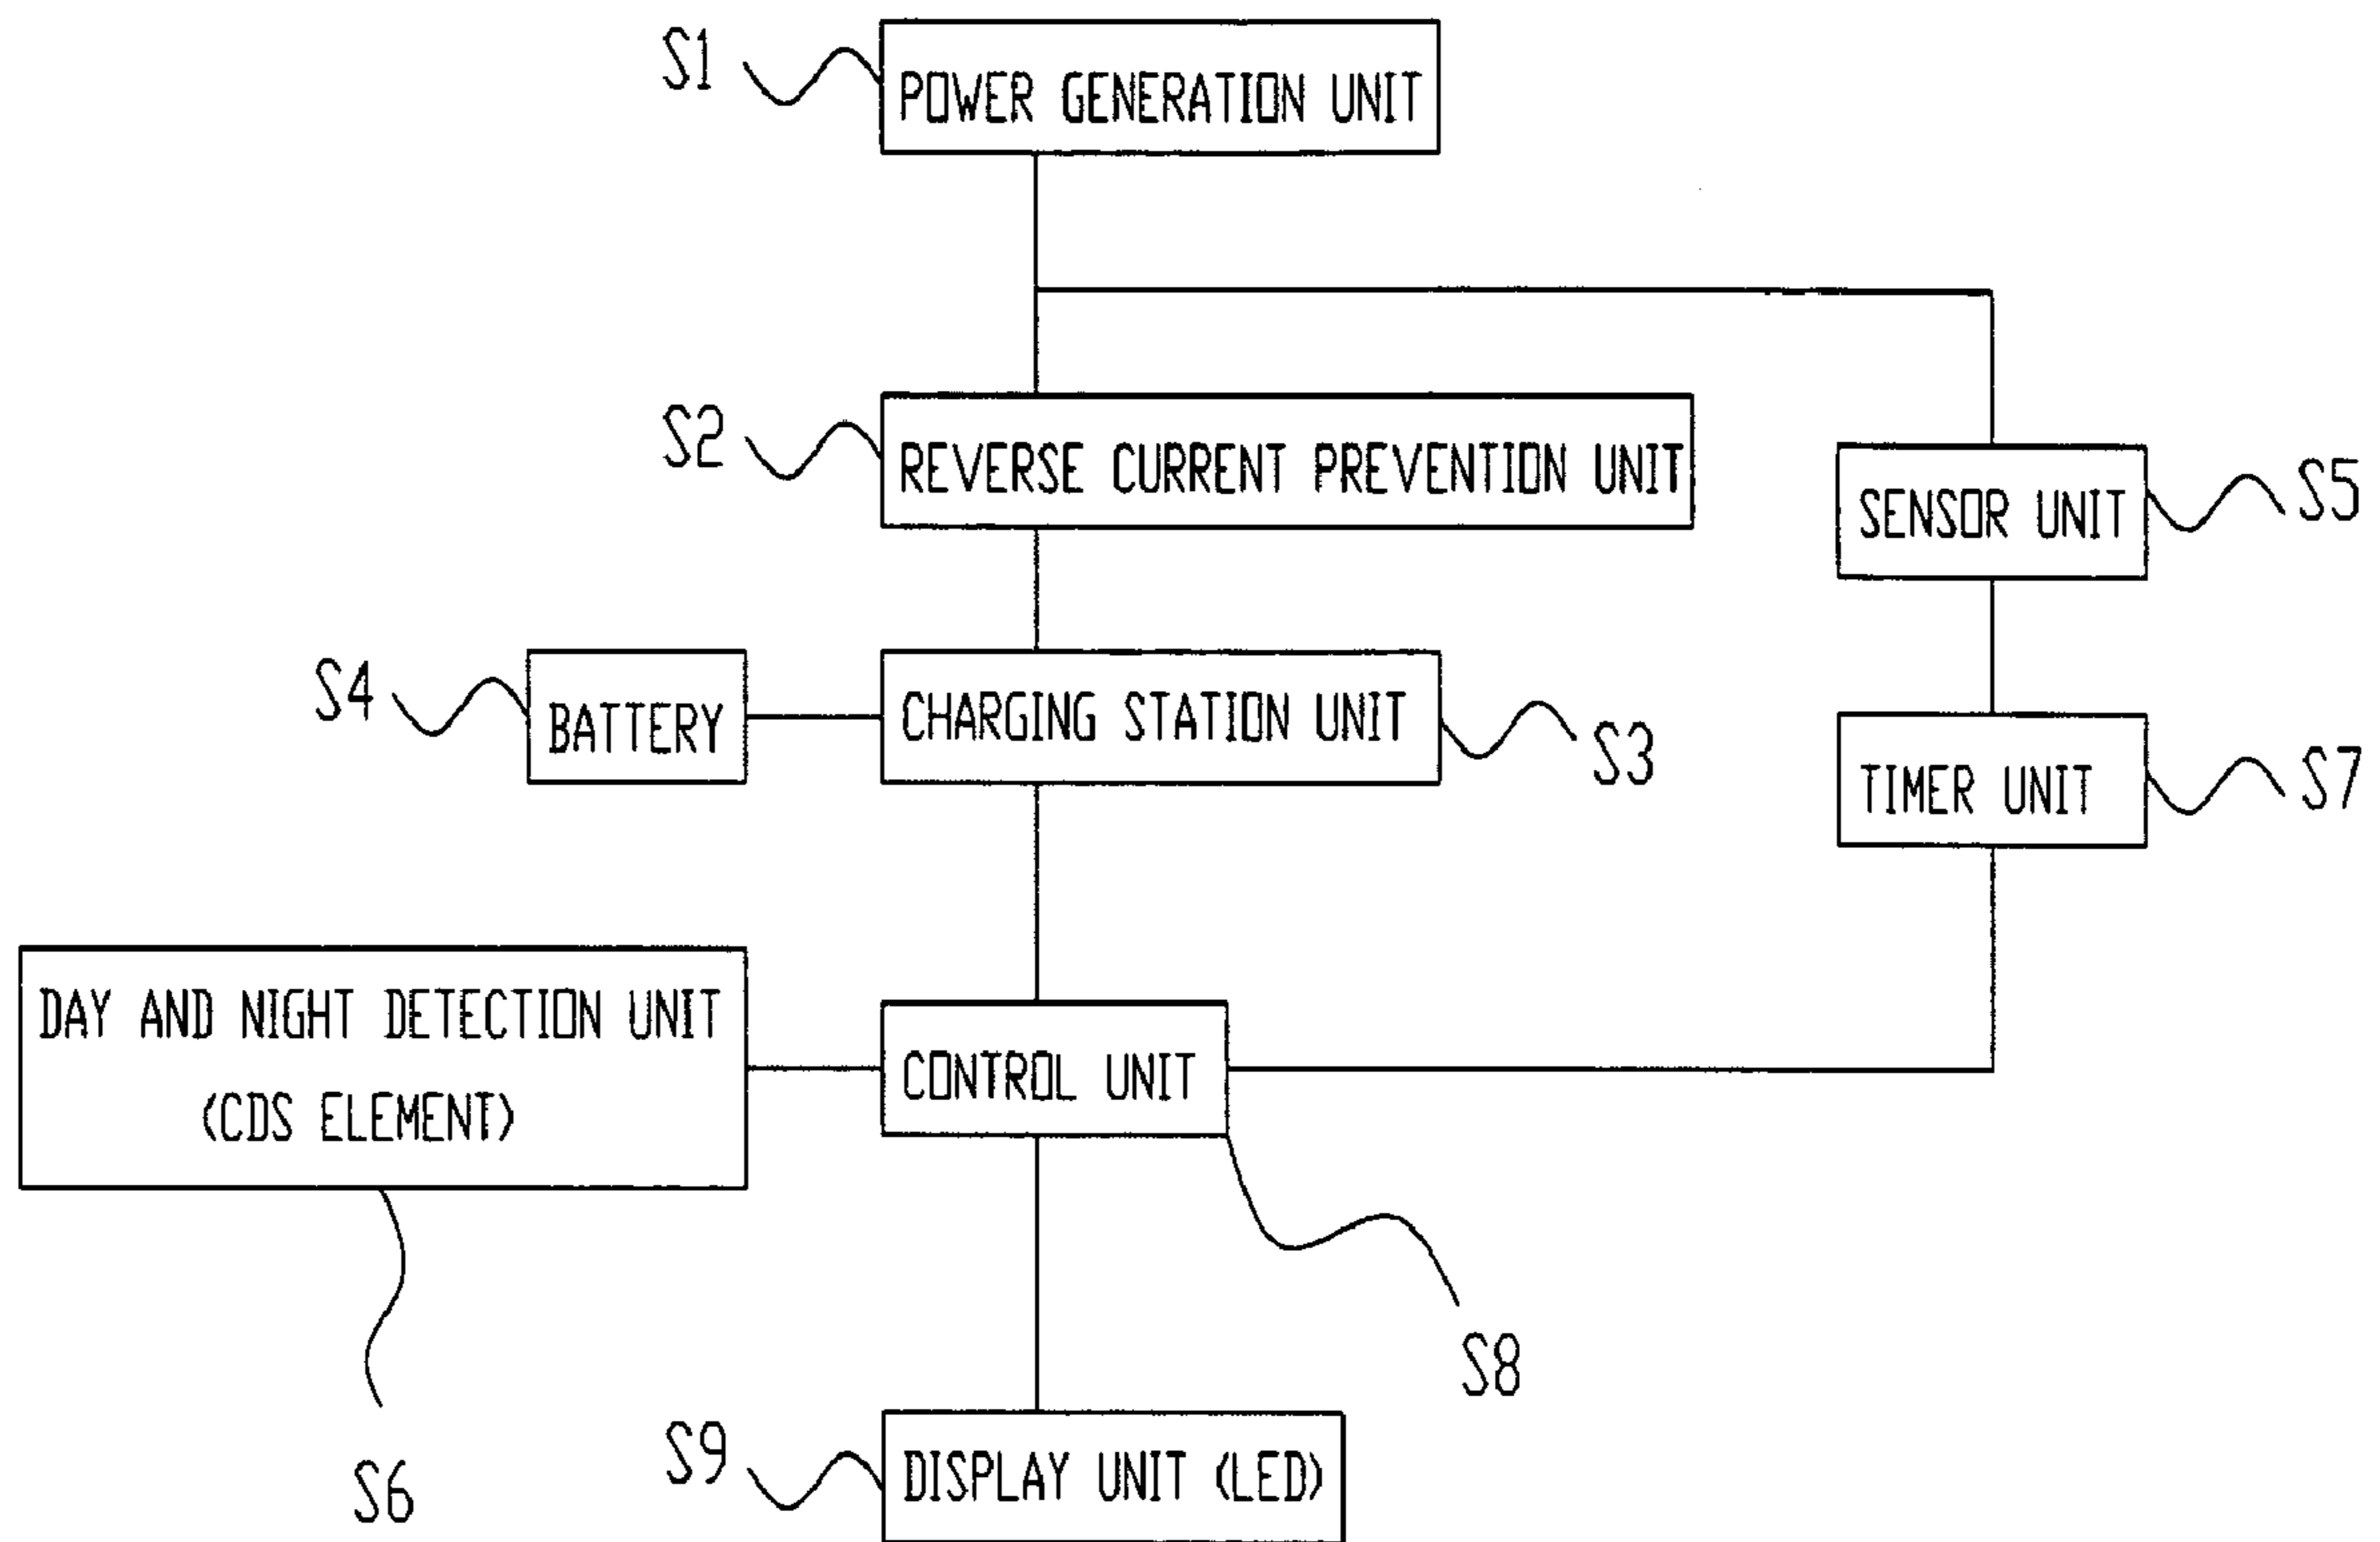 S1
POWER GENERATION UNIT
S2
REVERSE CURRENT PREVENTION UNIT
SENSOR UNIT
S5
S4
BATTERY
CHARGING STATION UNIT
S3
TIMER UNIT
S7
DAY AND NIGHT DETECTION UNIT
(CDS ELEMENT)
CONTROL UNIT
S8
S6
S9
DISPLAY UNIT (LED)